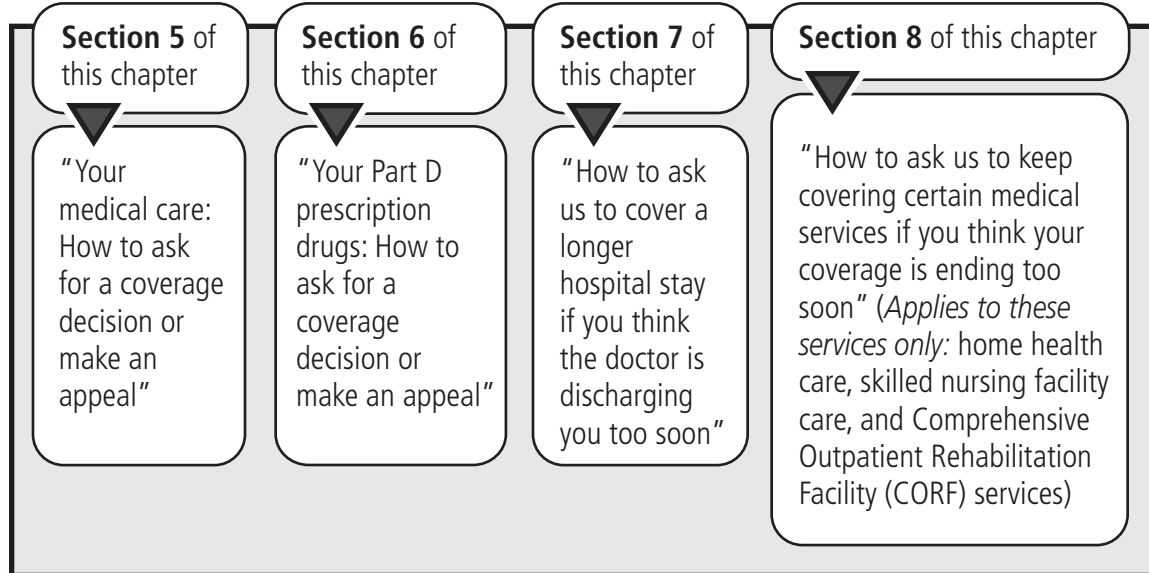 Section 5 of
this chapter
"Your
medical care:
How to ask
for a coverage
decision or
make an
appeal"
Section 6 of
this chapter
"Your Part D
prescription
drugs: How to
ask for a
coverage
decision or
make an appeal"
Section 7 of
this chapter
"How to ask
us to cover a
longer
hospital stay
if you think
the doctor is
discharging
you too soon"
Section 8 of this chapter
"How to ask us to keep
covering certain medical
services if you think your
coverage is ending too
soon" (Applies to these
services only: home health
care, skilled nursing facility
care, and Comprehensive
Outpatient Rehabilitation
Facility (CORF) services)